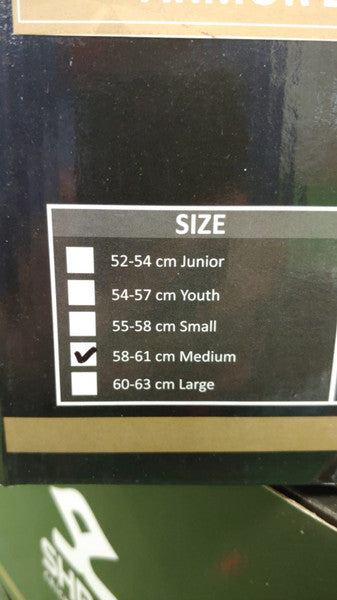 SIZE
52-54 cm Junior
54-57 cm Youth
55-58 cm Small
58-61 cm Medium
60-63 cm Large